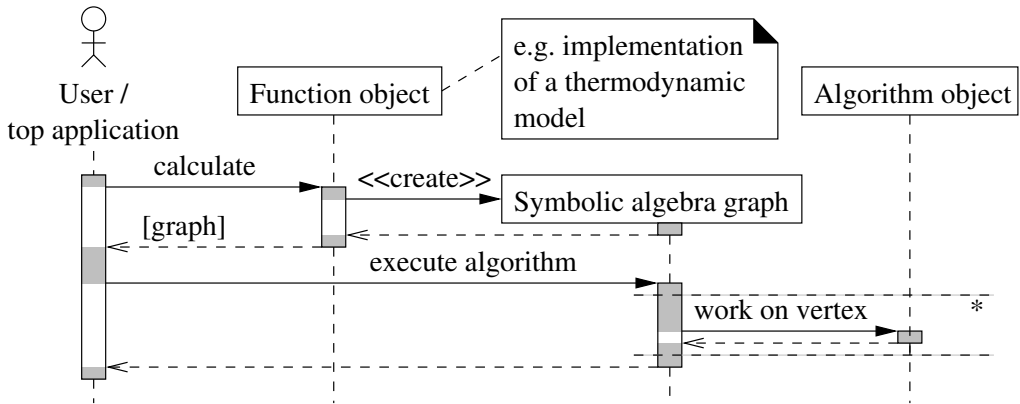 User /
top application
Function object
e.g. implementation
of a thermodynamic
model
Algorithm object
calculate
<<create>>
Symbolic algebra graph
[graph]
execute algorithm
work on vertex
*